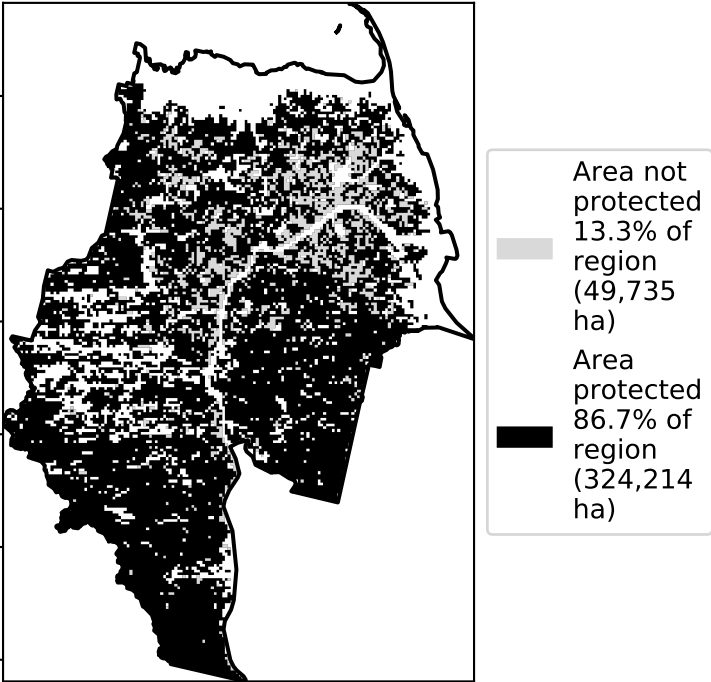 Area not
protected
13.3% of
region
(49,735
ha)
Area
protected
86.7% of
region
(324,214
ha)